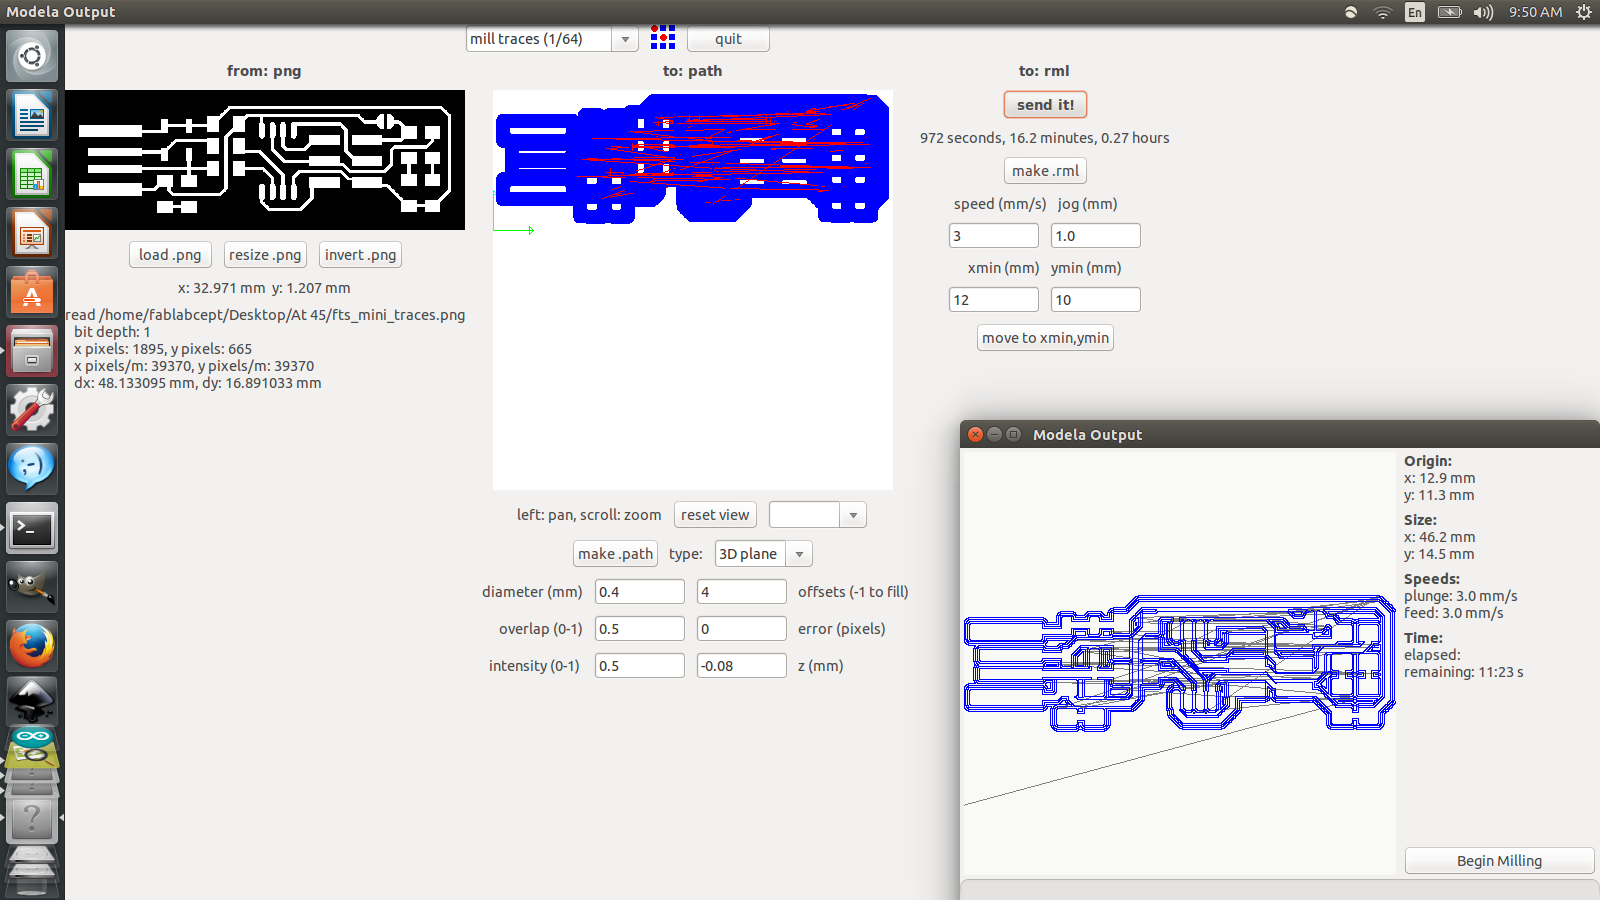 Modela Output
En
9:50 AM
mill traces (1/64)
quit
from: png
to: path
to: rml
send it!
972 seconds, 16.2 minutes, 0.27 hours
make .rml
speed (mm/s) jog (mm)
3
1.0
xmin (mm) ymin (mm)
12
10
move to xmin,ymin
load .png
resize .png
invert .png
x: 32.971 mm y: 1.207 mm
read /home/fablabcept/Desktop/At 45/fts_mini_traces.png
bit depth: 1
x pixels: 1895, y pixels: 665
x pixels/m: 39370, y pixels/m: 39370
dx: 48.133095 mm, dy: 16.891033 mm
left: pan, scroll: zoom
reset view
make .path
type:
3D plane
diameter (mm)
0.4
4
offsets (-1 to fill)
overlap (0-1)
0.5
0
error (pixels)
intensity (0-1)
0.5
-0.08
z (mm)
Modela Output
Origin:
x: 12.9 mm
y: 11.3 mm
Size:
x: 46.2 mm
y: 14.5 mm
Speeds:
plunge: 3.0 mm/s
feed: 3.0 mm/s
Time:
elapsed:
remaining: 11:23 s
Begin Milling